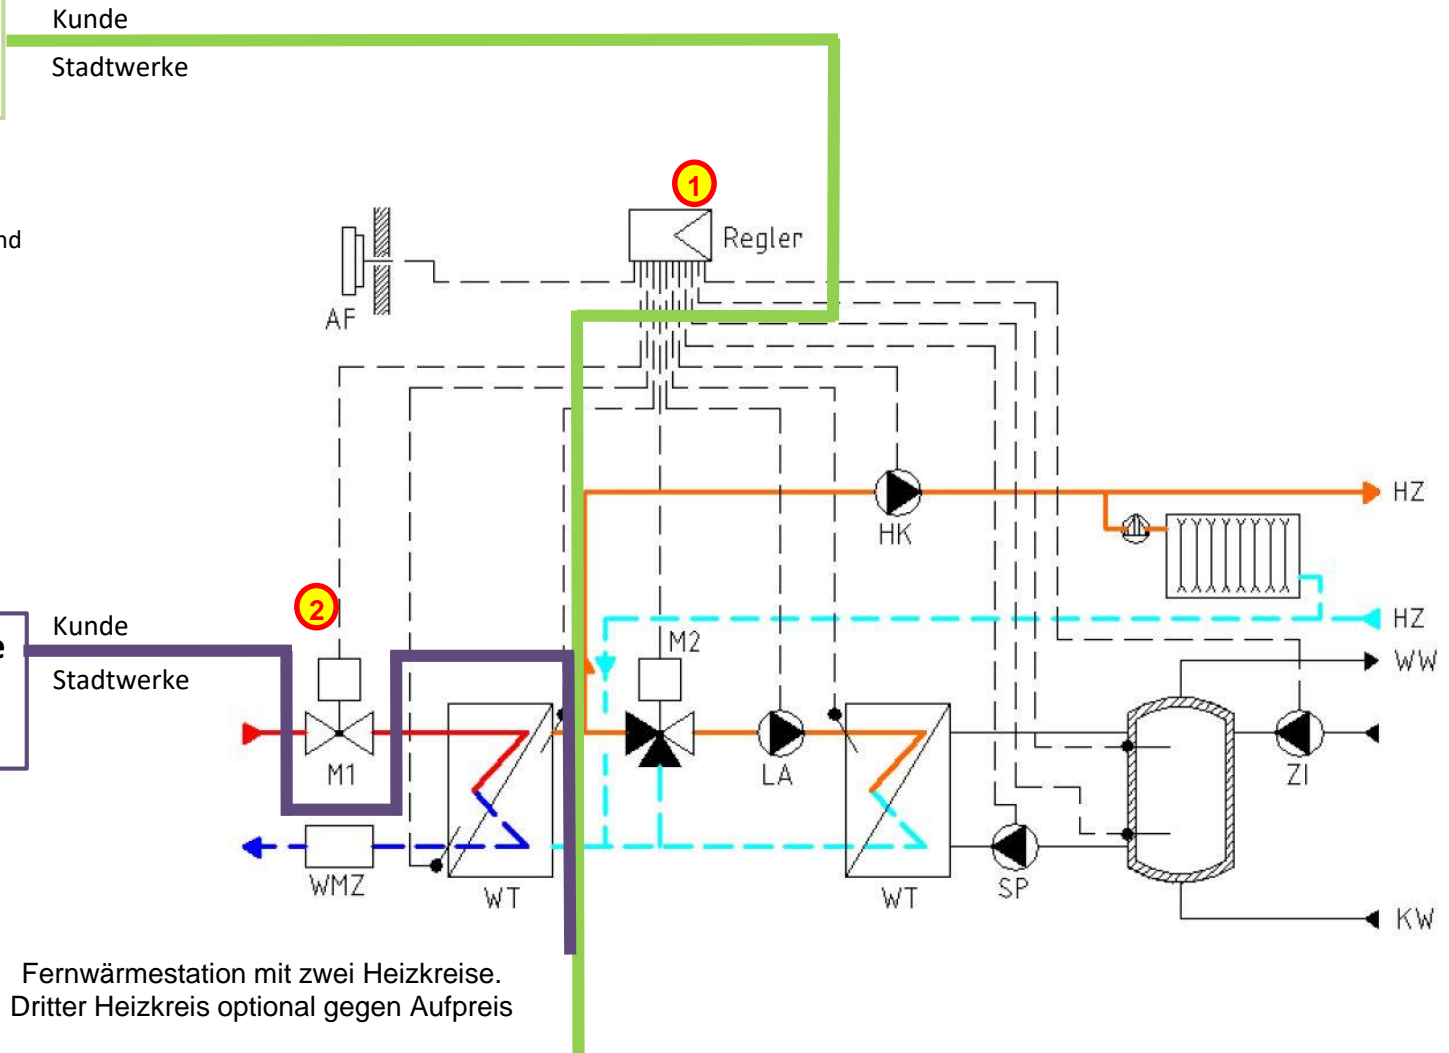 Kunde
Stadtwerke
1
nd
Regler
AF
HK
HZ
2
HZ
Kunde
e
M2
WW
Stadtwerke
M1
LA
ZI
WMZ
WT
WT
SP
KW
Fernwärmestation mit zwei Heizkreise.
Dritter Heizkreis optional gegen Aufpreis